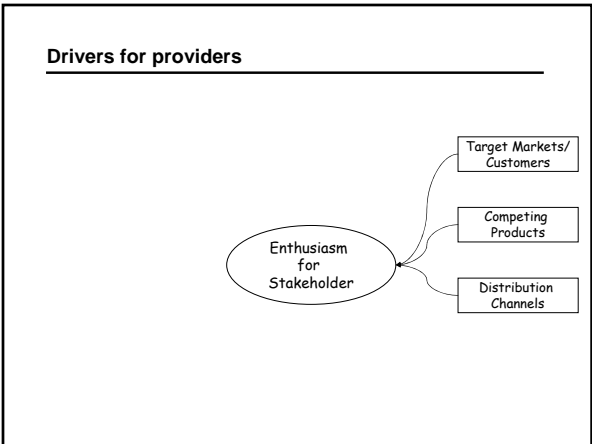 Drivers for providers
Target Markets/
Customers
Competing
Products
Enthusiasm
for
Stakeholder
Distribution
Channels